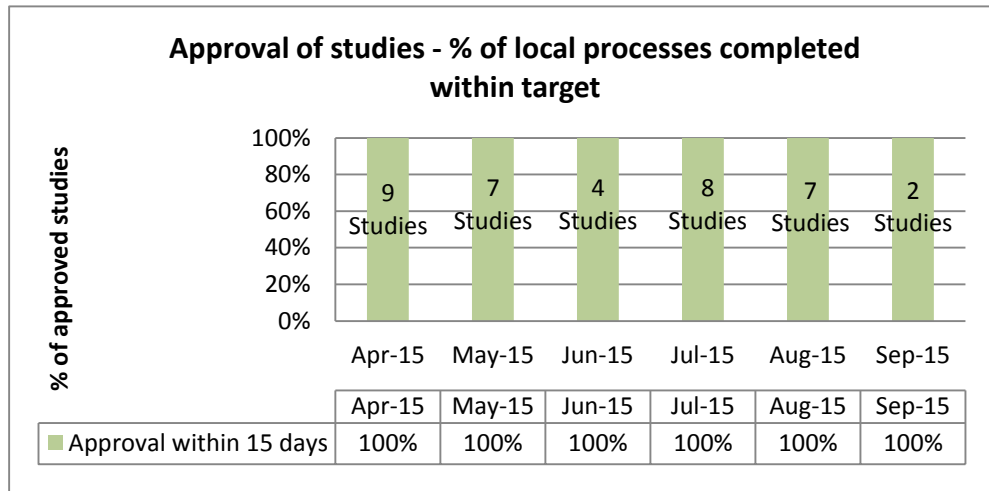 Approval of studies - % of local processes completed
within target
% of approved studies
100%
80%
60%
40%
20%
0%
9
Studies
7
Studies
4
Studies
8
Studies
7
Studies
2
Studies
Apr-15 May-15 Jun-15 Jul-15 Aug-15 Sep-15
Apr-15 May-15 Jun-15 Jul-15 Aug-15 Sep-15
Approval within 15 days 100% 100% 100% 100% 100% 100%